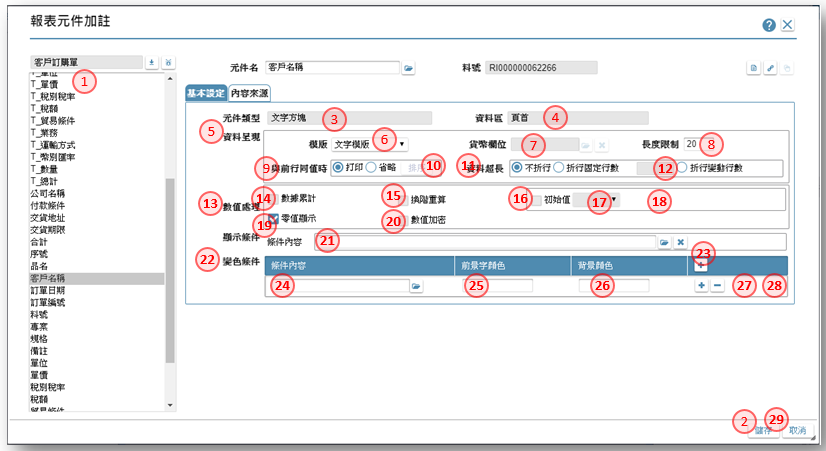 報表元件加註
客戶訂購單
元件名 客戶名稱 料號 RI000000062266
1
T_單位
T_單價
T_稅別稅率
T_稅額
T_貿易條件
T_業務
T_運輸方式
T_幣別匯率
T_數量
T_總計
公司名稱
付款條件
交貨地址
交貨期限
合計
序號
品名
客戶名稱
訂單日期
訂單編號
料號
專案
規格
備註
單位
單價
稅別稅率
稅額
貿易條件
基本設定 內容來源
元件類型 文字方塊 3 資料區 頁首 4
5 資料呈現
模版 文字模版 6 貨幣欄位 7 長度限制 20 8
9 與前行同值時 打印 省略 10 11 資料超長 不折行 折行固定行數 12 折行變動行數
13 數值處理
14 數據累計 15 換階重算 16 初始值 17 18
19 零值顯示 20 數值加密
顯示條件 條件內容 21
22 變色條件 條件內容 前景字顏色 背景顏色 23
24 25 26 27 28
2 儲存 29 取消